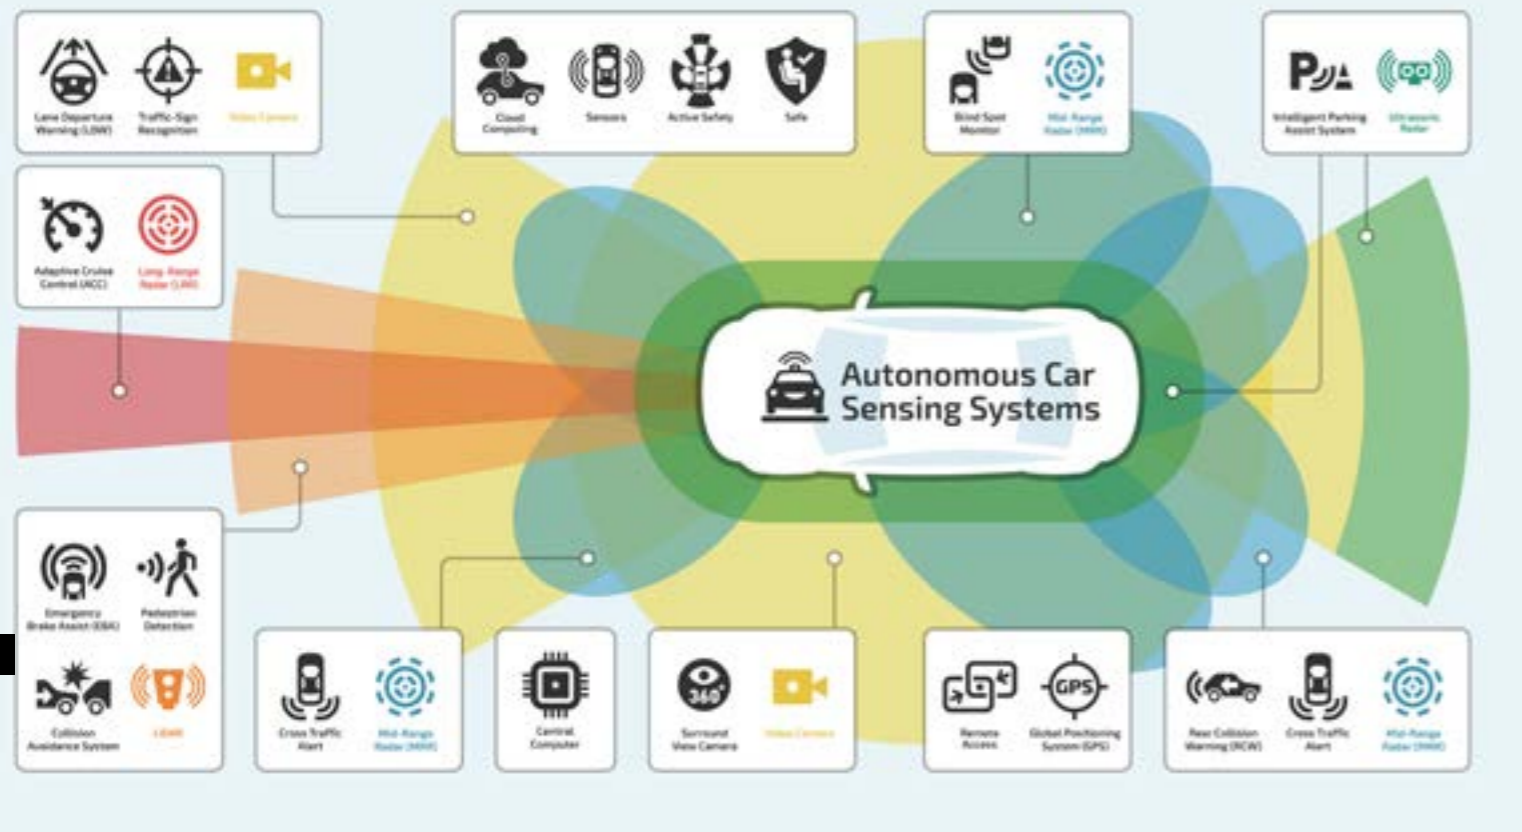 Lane Departure
Warning (LDW)
Traffic-Sign
Recognition
Video Camera
Cloud
Computing
Sensors
Active Safety
Safe
Blind Spot
Monitor
Mid-Range
Radar (MRR)
Intelligent Parking
Assist System
Ultrasonic
Radar
Adaptive Cruise
Control (ACC)
Long-Range
Radar (LRR)
Autonomous Car
Sensing Systems
Emergency
Brake Assist (EBA)
Pedestrian
Detection
Collision
Avoidance System
LIDAR
Cross Traffic
Alert
Mid-Range
Radar (MRR)
Central
Computer
360°
Surround
View Camera
Video Camera
Remote
Access
GPS
Global Positioning
System (GPS)
Rear Collision
Warning (RCW)
Cross Traffic
Alert
Mid-Range
Radar (MRR)